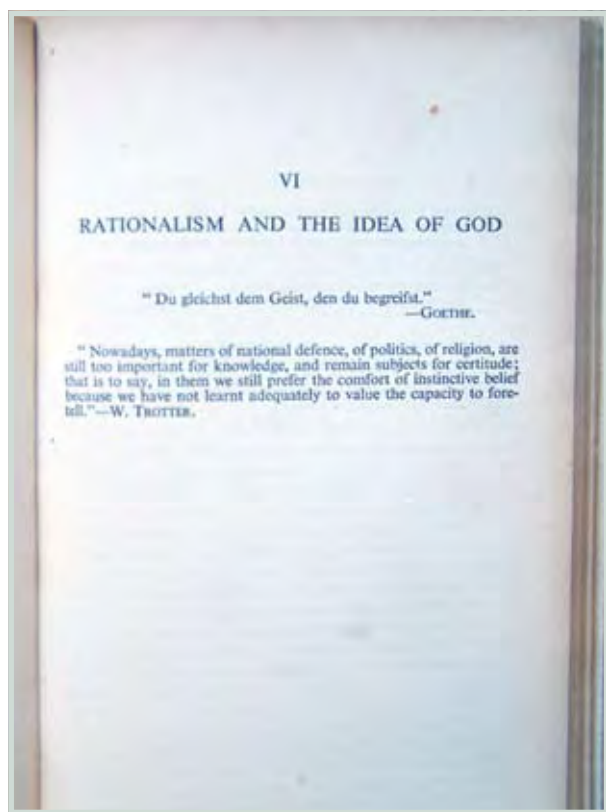 VI
RATIONALISM AND THE IDEA OF GOD
" Du gleichst dem Geist, den du begreifst."
—GOETHE.
" Nowadays, matters of national defence, of politics, of religion, are
still too important for knowledge, and remain subjects for certitude;
that is to say, in them we still prefer the comfort of instinctive belief
because we have not learnt adequately to value the capacity to fore-
tell."—W. TROTTER.